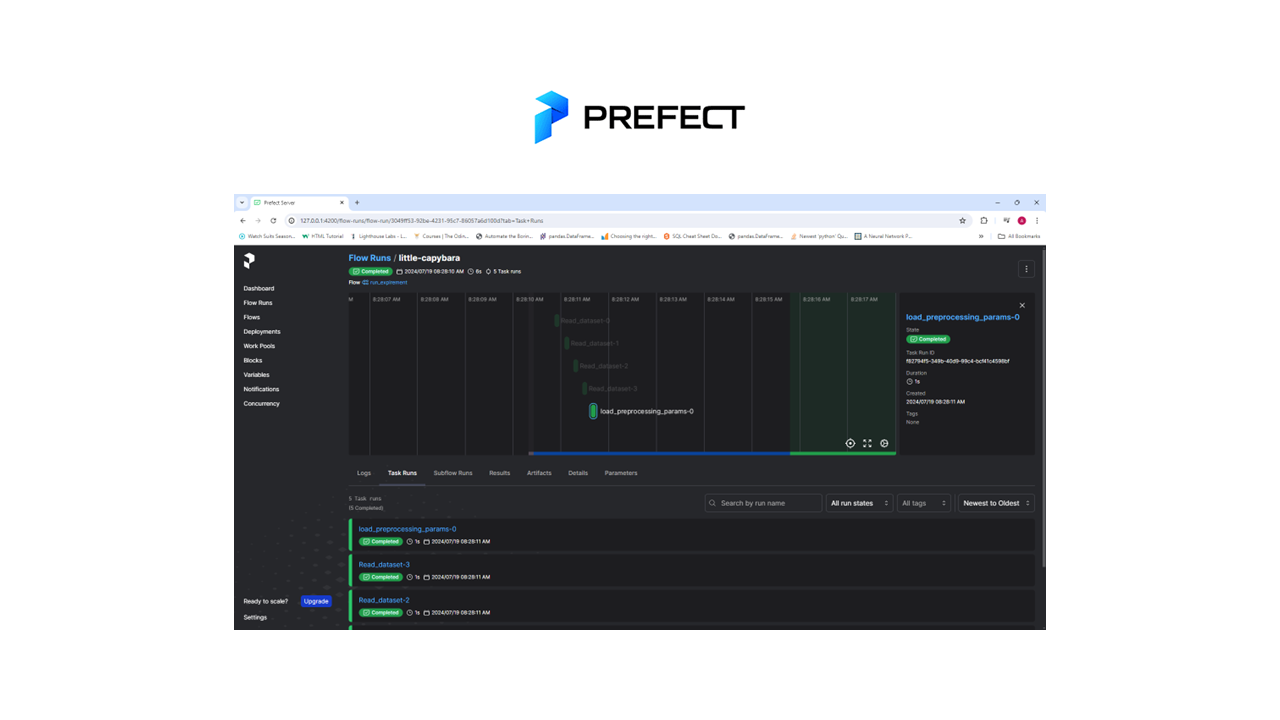 PREFECT
Prefect Server
127.0.0.1:4200/flow-runs/flow-run/3049ff53-92be-4231-95c7-86057a6d100d?tab=Task+Runs
Watch Suits Season... HTML Tutorial Lighthouse Labs - L... Courses | The Odin... Automate the Borin... pandas.DataFrame... Choosing the right... SQL Cheat Sheet Do... pandas.DataFrame... Newest 'python' Qu... A Neural Network P... » All Bookmarks
Flow Runs / little-capybara
Completed 2024/07/19 08:28:10 AM 6s 5 Task runs
Flow run_expirement
Dashboard
Flow Runs
Flows
Deployments
Work Pools
Blocks
Variables
Notifications
Concurrency
M 8:28:07 AM 8:28:08 AM 8:28:09 AM 8:28:10 AM 8:28:11 AM 8:28:12 AM 8:28:13 AM 8:28:14 AM 8:28:15 AM 8:28:16 AM 8:28:17 AM
Read_dataset-0
Read_dataset-1
Read_dataset-2
Read_dataset-3
load_preprocessing_params-0
load_preprocessing_params-0
State
Completed
Task Run ID
Duration
1s
Created
2024/07/19 08:28:11 AM
Tags
None
Logs Task Runs Subflow Runs Results Artifacts Details Parameters
5 Task runs
(5 Completed)
Search by run name All run states All tags Newest to Oldest
load_preprocessing_params-0
Completed 1s 2024/07/19 08:28:11 AM
Read_dataset-3
Completed 1s 2024/07/19 08:28:11 AM
Read_dataset-2
Completed 1s 2024/07/19 08:28:11 AM
Ready to scale? Upgrade
Settings